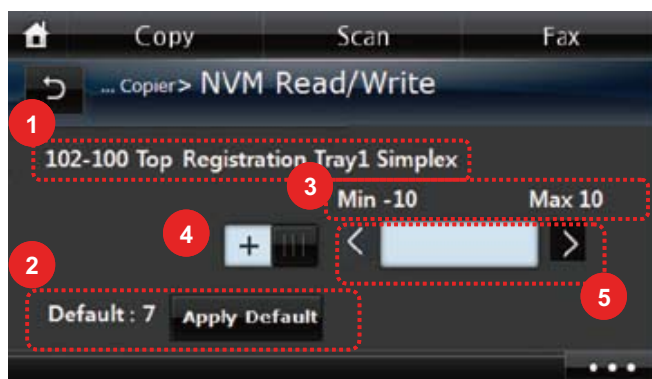 Copy Scan Fax
... Copier> NVM Read/Write
1
102-100 Top Registration Tray1 Simplex
3
Min -10 Max 10
4
+ < >
2
5
Default : 7 Apply Default
...